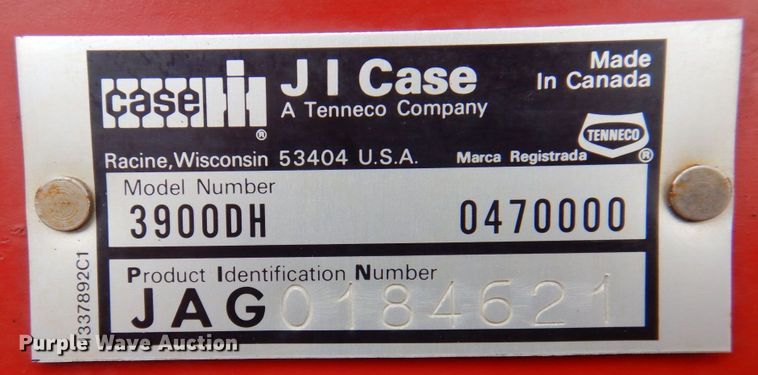 CASE IH ®
J I Case
A Tenneco Company
Made
In Canada
TENNECO
Racine, Wisconsin 53404 U.S.A.
Marca Registrada ®
Model Number
3900DH 0470000
Product Identification Number
JAG0184621
337892C1
Purple Wave Auction